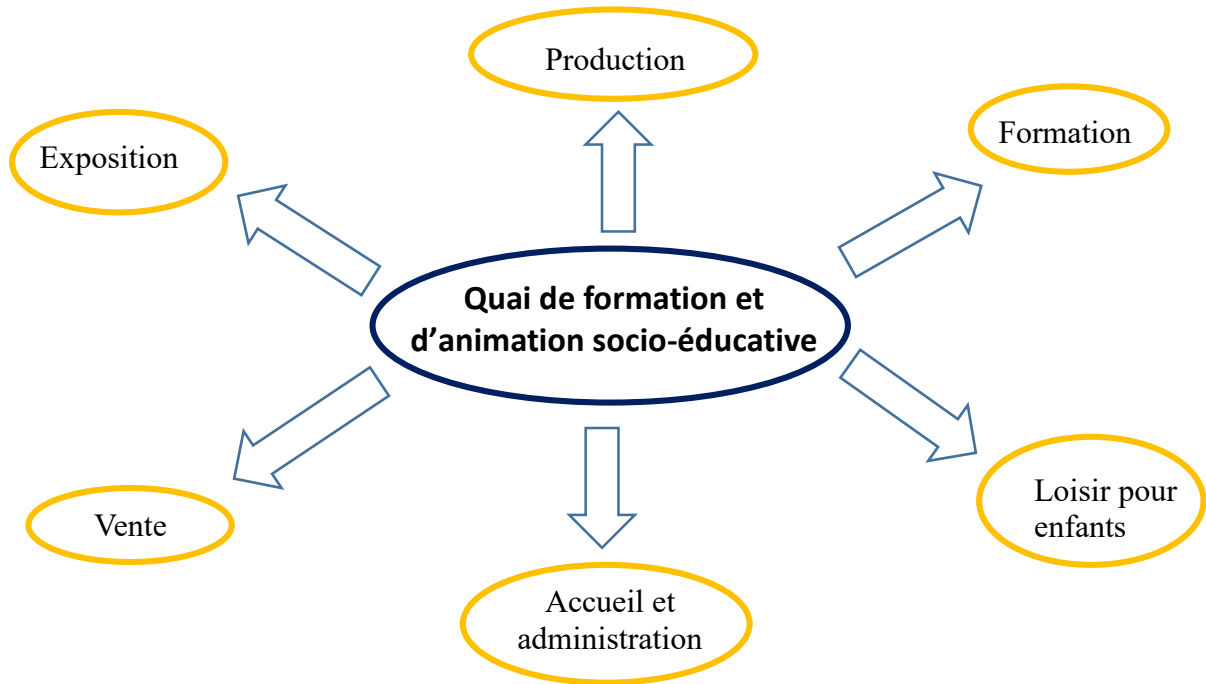 Production
Formation
Exposition
Quai de formation et
d’animation socio-éducative
Loisir pour
enfants
Vente
Accueil et
administration